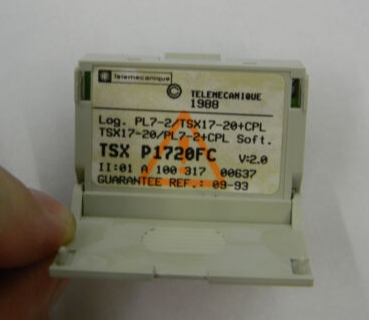 Telemecanique
© TELEMECANIQUE
1988
Log. PL7-2/TSX17-20+CPL
TSX17-20/PL7-2+CPL Soft.
TSX P1720FC V:2.0
II:01 A 100 317 00637
GUARANTEE REF.: 09-93